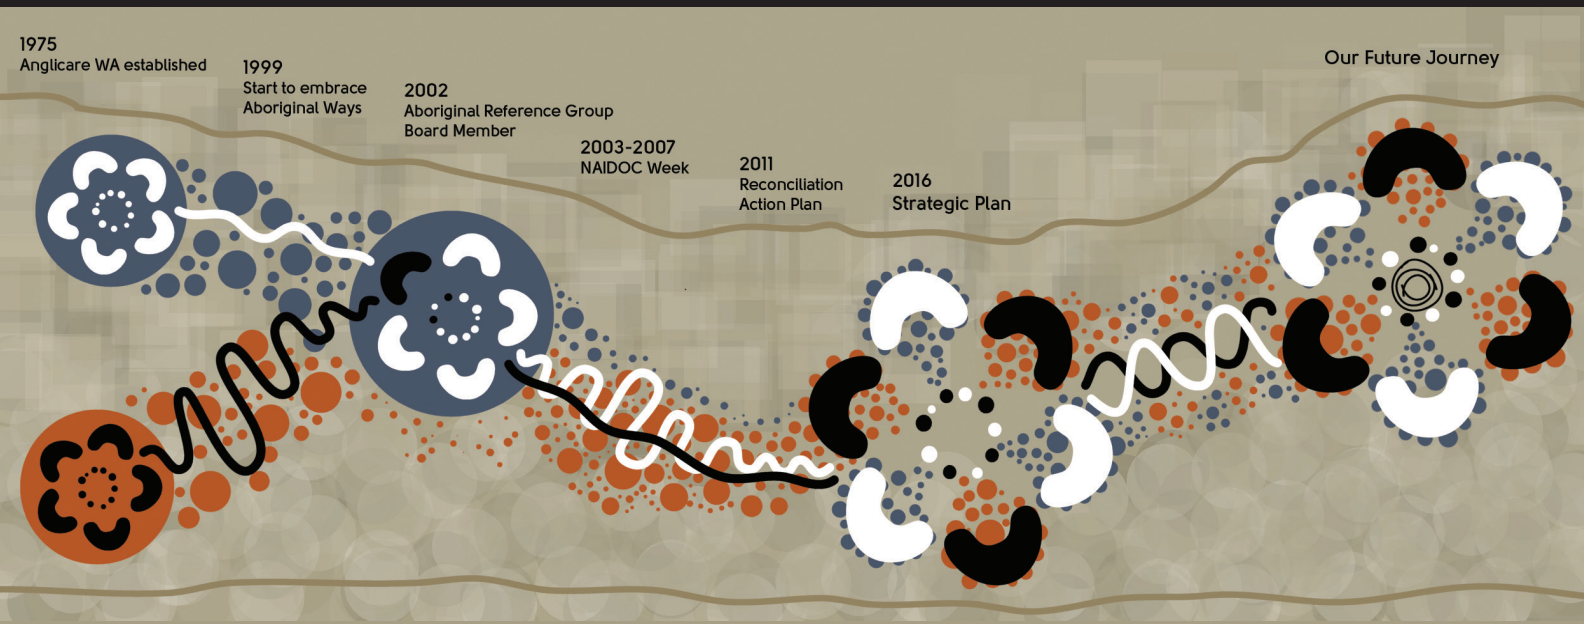 1975
Anglicare WA established
1999
Start to embrace
Aboriginal Ways
2002
Aboriginal Reference Group
Board Member
2003-2007
NAIDOC Week
2011
Reconciliation
Action Plan
2016
Strategic Plan
Our Future Journey